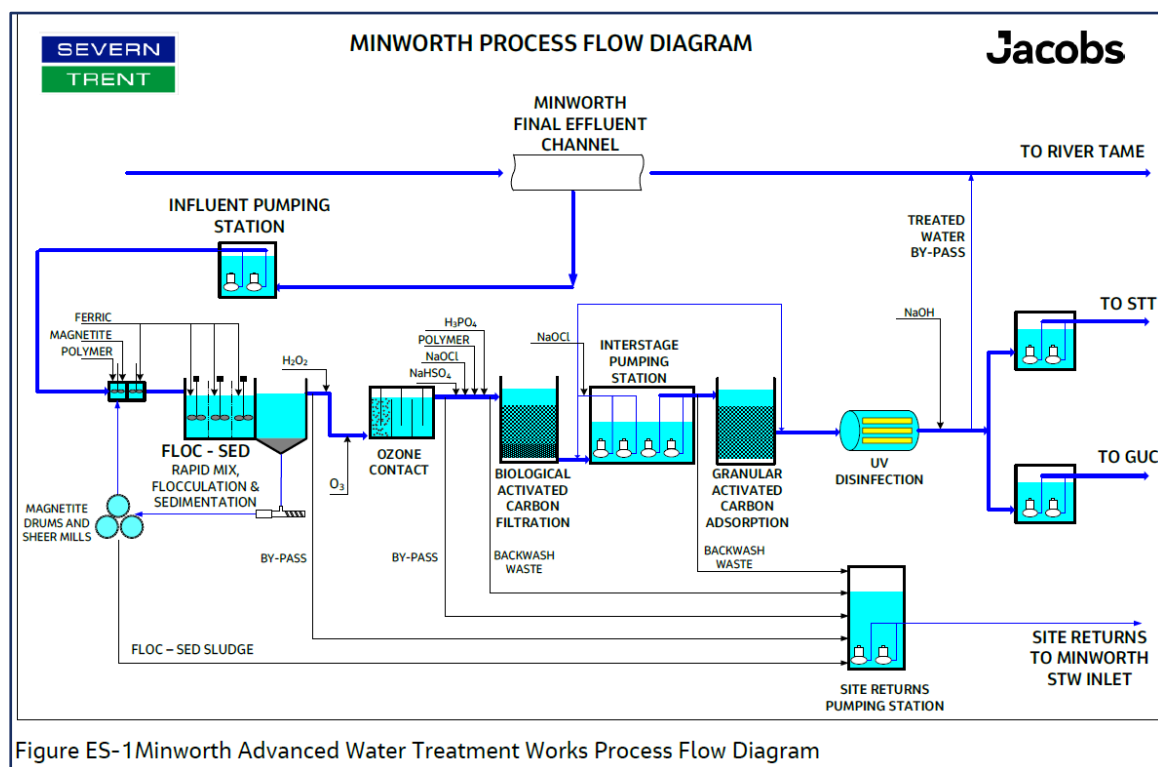 SEVERN
TRENT
MINWORTH PROCESS FLOW DIAGRAM
Jacobs
MINWORTH
FINAL EFFLUENT
CHANNEL
TO RIVER TAME
INFLUENT PUMPING
STATION
TREATED
WATER
BY-PASS
FERRIC
MAGNETITE
POLYMER
H₂O₂
H₃PO₄
POLYMER
NaOCl
NaHSO₄
NaOCl
INTERSTAGE
PUMPING
STATION
NaOH
TO STT
FLOC - SED
RAPID MIX,
FLOCCULATION &
SEDIMENTATION
OZONE
CONTACT
O₃
BIOLOGICAL
ACTIVATED
CARBON
FILTRATION
GRANULAR
ACTIVATED
CARBON
ADSORPTION
UV
DISINFECTION
TO GUC
MAGNETITE
DRUMS AND
SHEER MILLS
BY-PASS
BY-PASS
BACKWASH
WASTE
BACKWASH
WASTE
FLOC – SED SLUDGE
SITE RETURNS
PUMPING STATION
SITE RETURNS
TO MINWORTH
STW INLET
Figure ES-1Minworth Advanced Water Treatment Works Process Flow Diagram